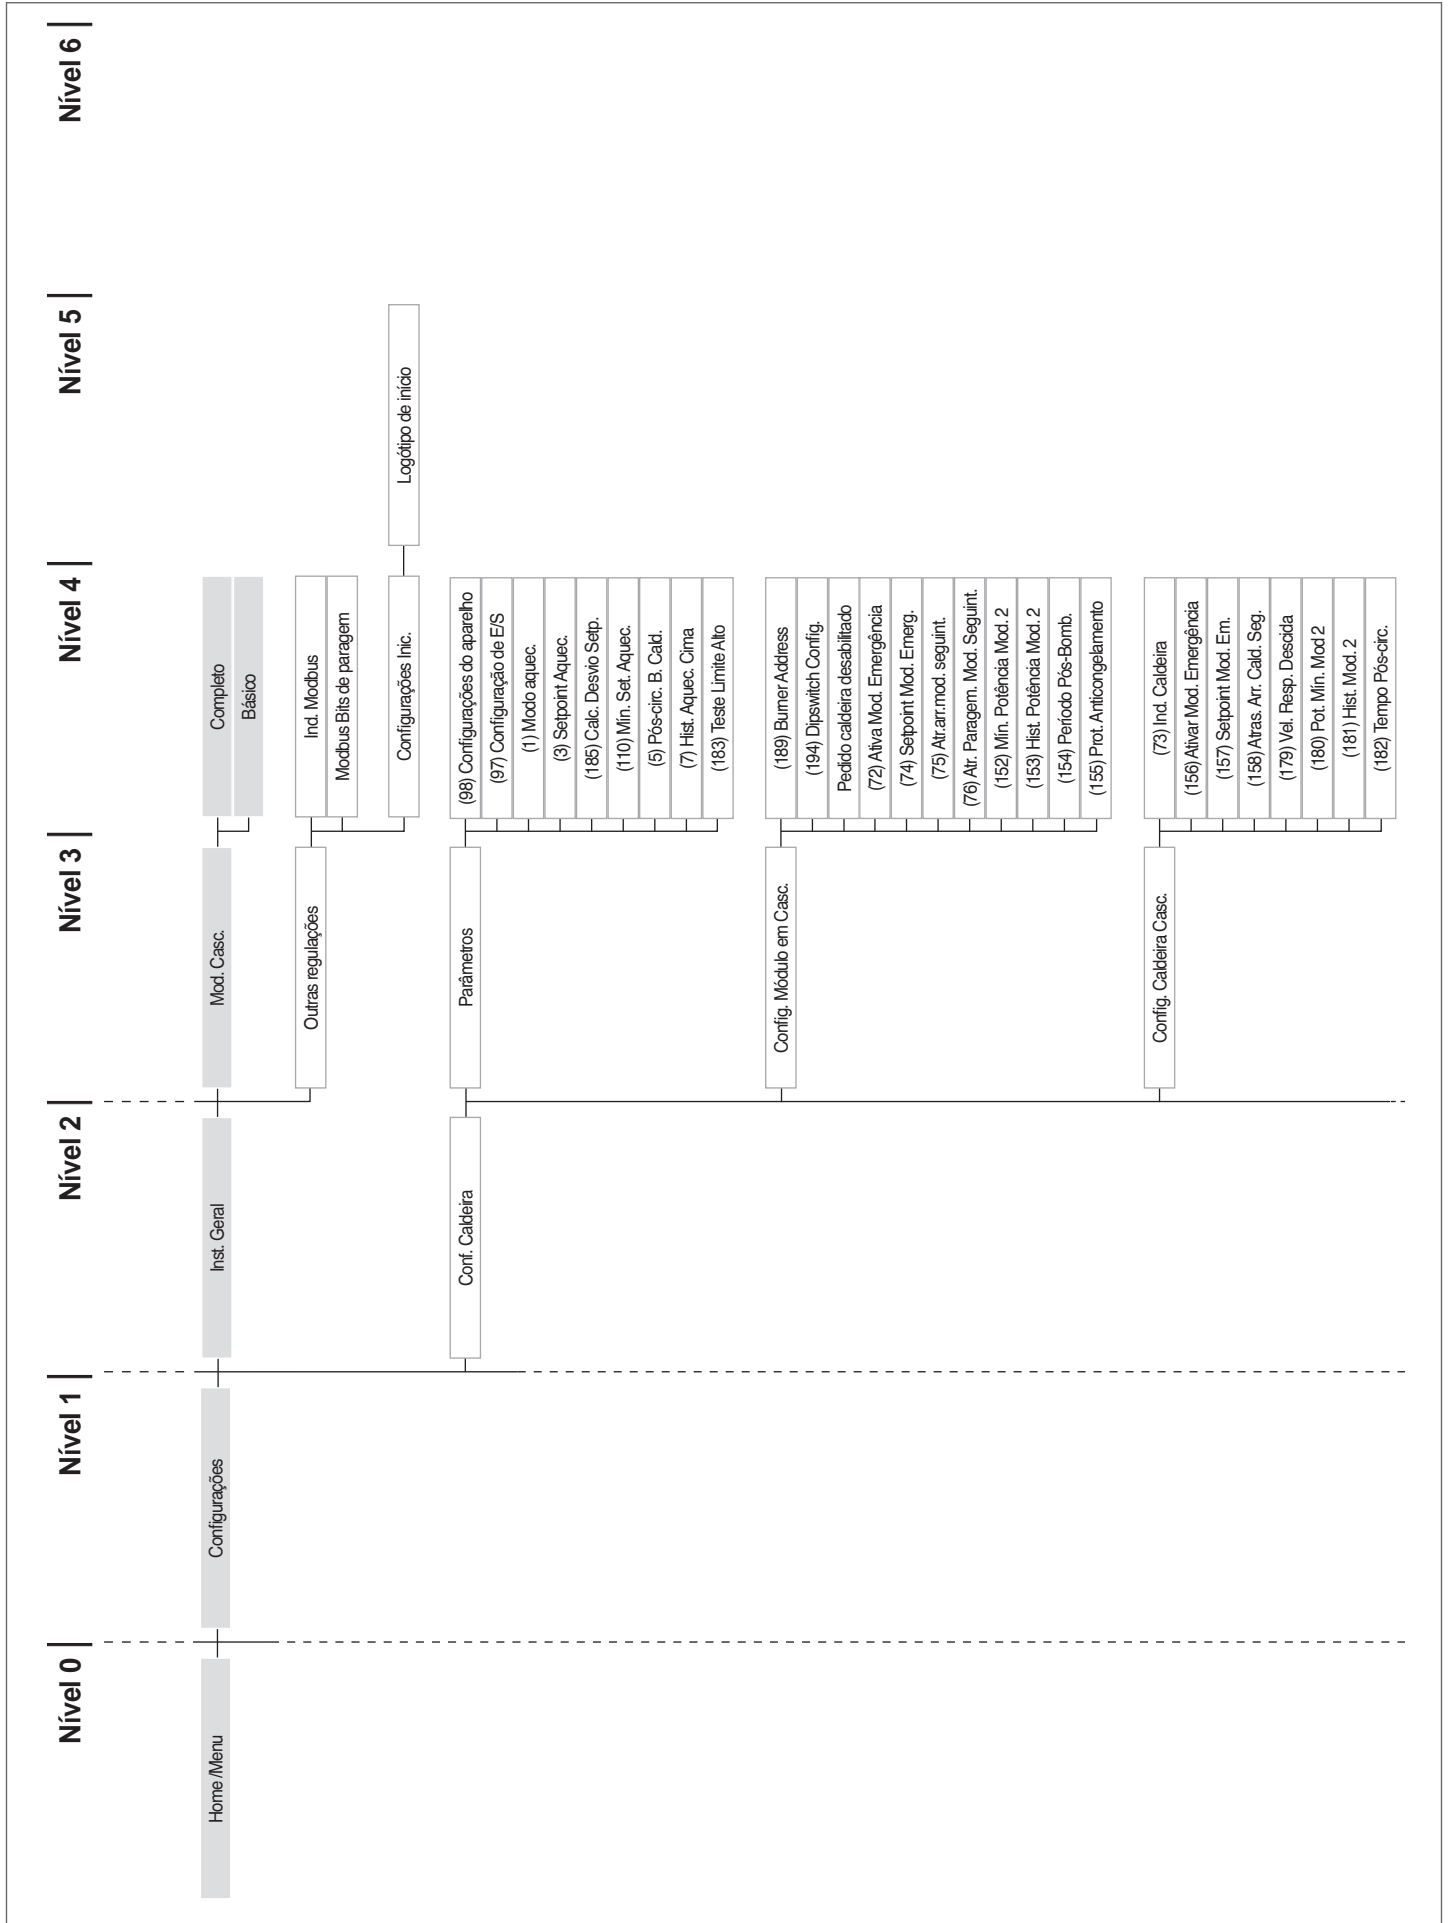 Nível 0
Nível 1
Nível 2
Nível 3
Nível 4
Nível 5
Nível 6
Home /Menu
Configurações
Inst. Geral
Mod. Casc.
Completo
Básico
Outras regulações
Ind. Modbus
Modbus Bits de paragem
Configurações Inic.
Logótipo de início
Conf. Caldeira
Parâmetros
(98) Configurações do aparelho
(97) Configuração de E/S
(1) Modo aquec.
(3) Setpoint Aquec.
(185) Calc. Desvio Setp.
(110) Mín. Set. Aquec.
(5) Pós-circ. B. Cald.
(7) Hist. Aquec. Cima
(183) Teste Limite Alto
Config. Módulo em Casc.
(189) Burner Address
(194) Dipswitch Config.
Pedido caldeira desabilitado
(72) Ativa Mod. Emergência
(74) Setpoint Mod. Emerg.
(75) Atr.arr.mod. seguint.
(76) Atr. Paragem. Mod. Seguint.
(152) Mín. Potência Mod. 2
(153) Hist. Potência Mod. 2
(154) Período Pós-Bomb.
(155) Prot. Anticongelamento
Config. Caldeira Casc.
(73) Ind. Caldeira
(156) Ativar Mod. Emergência
(157) Setpoint Mod. Em.
(158) Atras. Arr. Cald. Seg.
(179) Vel. Resp. Descida
(180) Pot. Mín. Mod 2
(181) Hist. Mod. 2
(182) Tempo Pós-circ.